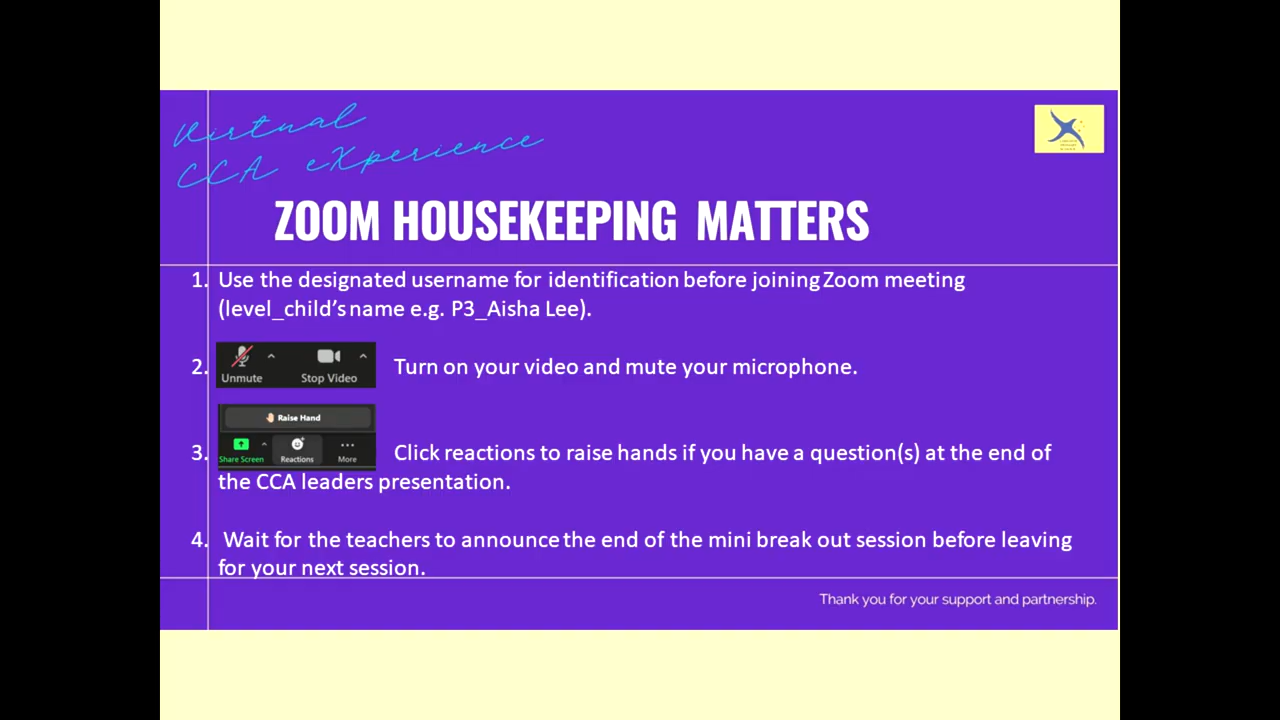 Virtual
CCA eXperience
ZOOM HOUSEKEEPING MATTERS
1. Use the designated username for identification before joining Zoom meeting
(level_child's name e.g. P3_Aisha Lee).
2. Turn on your video and mute your microphone.
Unmute Stop Video
Raise Hand
3. Click reactions to raise hands if you have a question(s) at the end of
Share Screen Reactions More
the CCA leaders presentation.
4. Wait for the teachers to announce the end of the mini break out session before leaving
for your next session.
Thank you for your support and partnership.